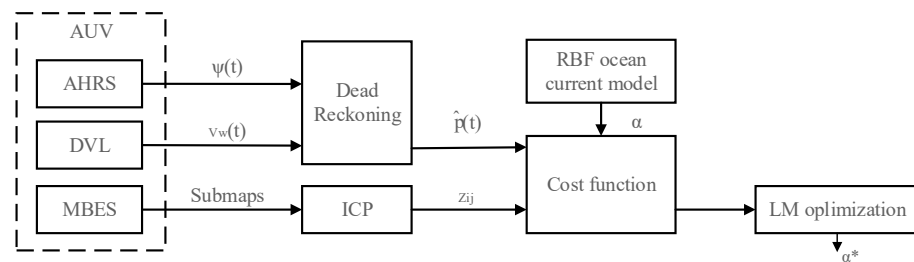 AUV
AHRS
DVL
MBES
ψ(t)
Vw(t)
Submaps
Dead
Reckoning
ICP
p̂(t)
Zij
RBF ocean
current model
α
Cost function
LM oplimization
α*